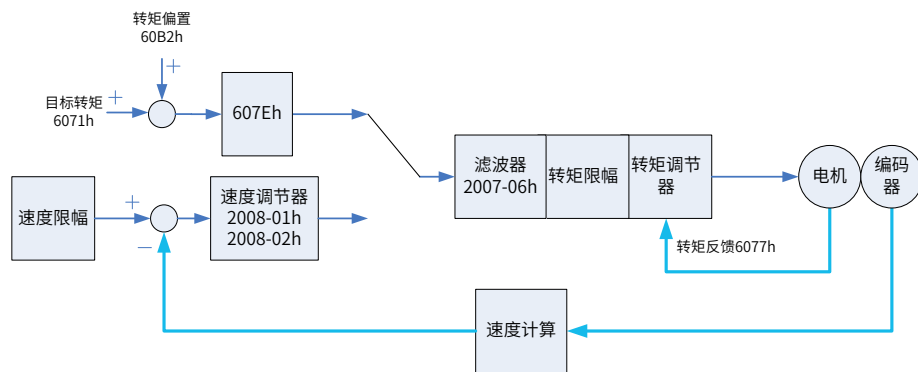 转矩偏置
60B2h
+
目标转矩
6071h
+
607Eh
滤波器
2007-06h
转矩限幅
转矩调节
器
电机
编码
器
速度限幅
+
−
速度调节器
2008-01h
2008-02h
转矩反馈6077h
速度计算